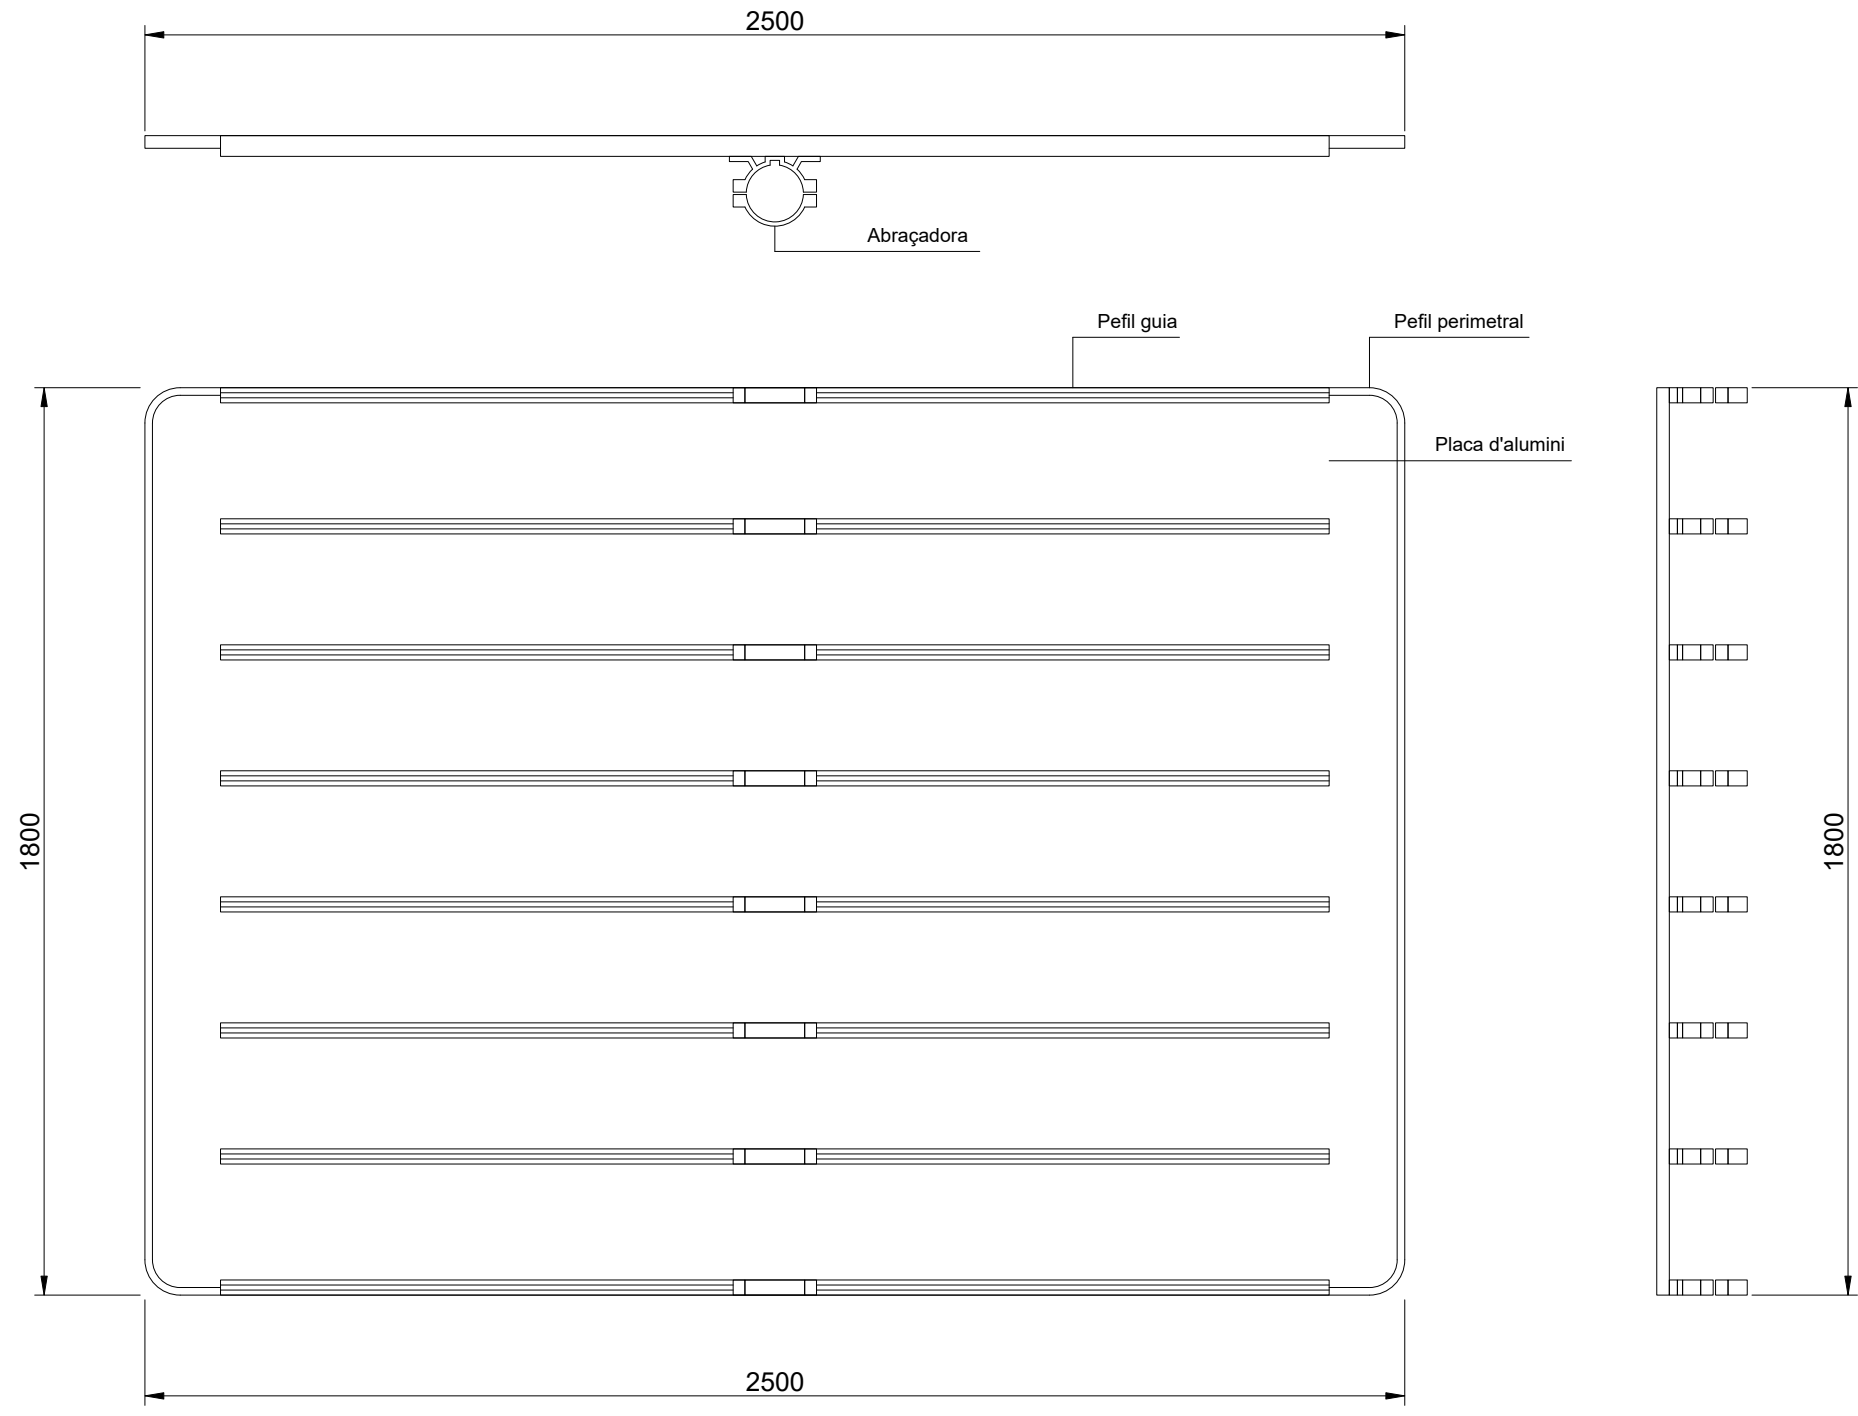 2500
Abraçadora
Pefil guia
Pefil perimetral
Placa d'alumini
1800
1800
2500